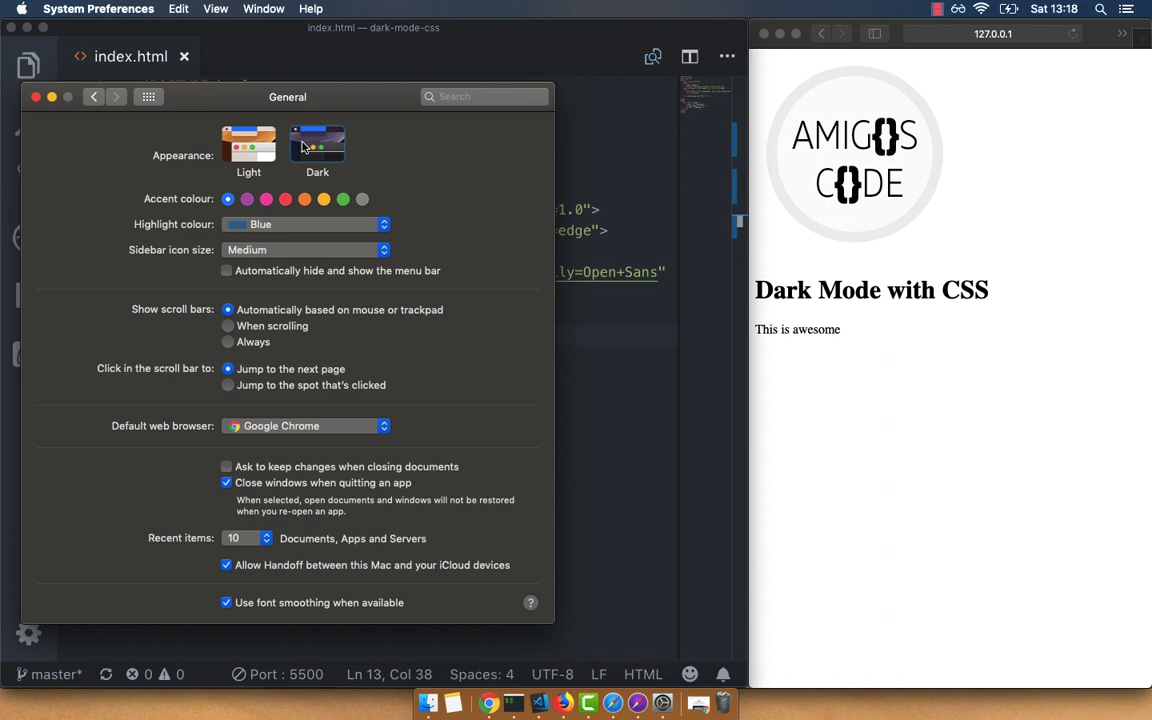 System Preferences Edit View Window Help
Sat 13:18
index.html — dark-mode-css
127.0.0.1
index.html
General
Search
Appearance:
Light
Dark
Accent colour:
Highlight colour:
Blue
Sidebar icon size:
Medium
Automatically hide and show the menu bar
Show scroll bars:
Automatically based on mouse or trackpad
When scrolling
Always
Click in the scroll bar to:
Jump to the next page
Jump to the spot that's clicked
Default web browser:
Google Chrome
Ask to keep changes when closing documents
Close windows when quitting an app
When selected, open documents and windows will not be restored
when you re-open an app.
Recent items:
10
Documents, Apps and Servers
Allow Handoff between this Mac and your iCloud devices
Use font smoothing when available
?
=1.0">
=edge">
ly=Open+Sans"
master* 0 0 Port : 5500 Ln 13, Col 38 Spaces: 4 UTF-8 LF HTML
AMIG{}S
C{}DE
Dark Mode with CSS
This is awesome